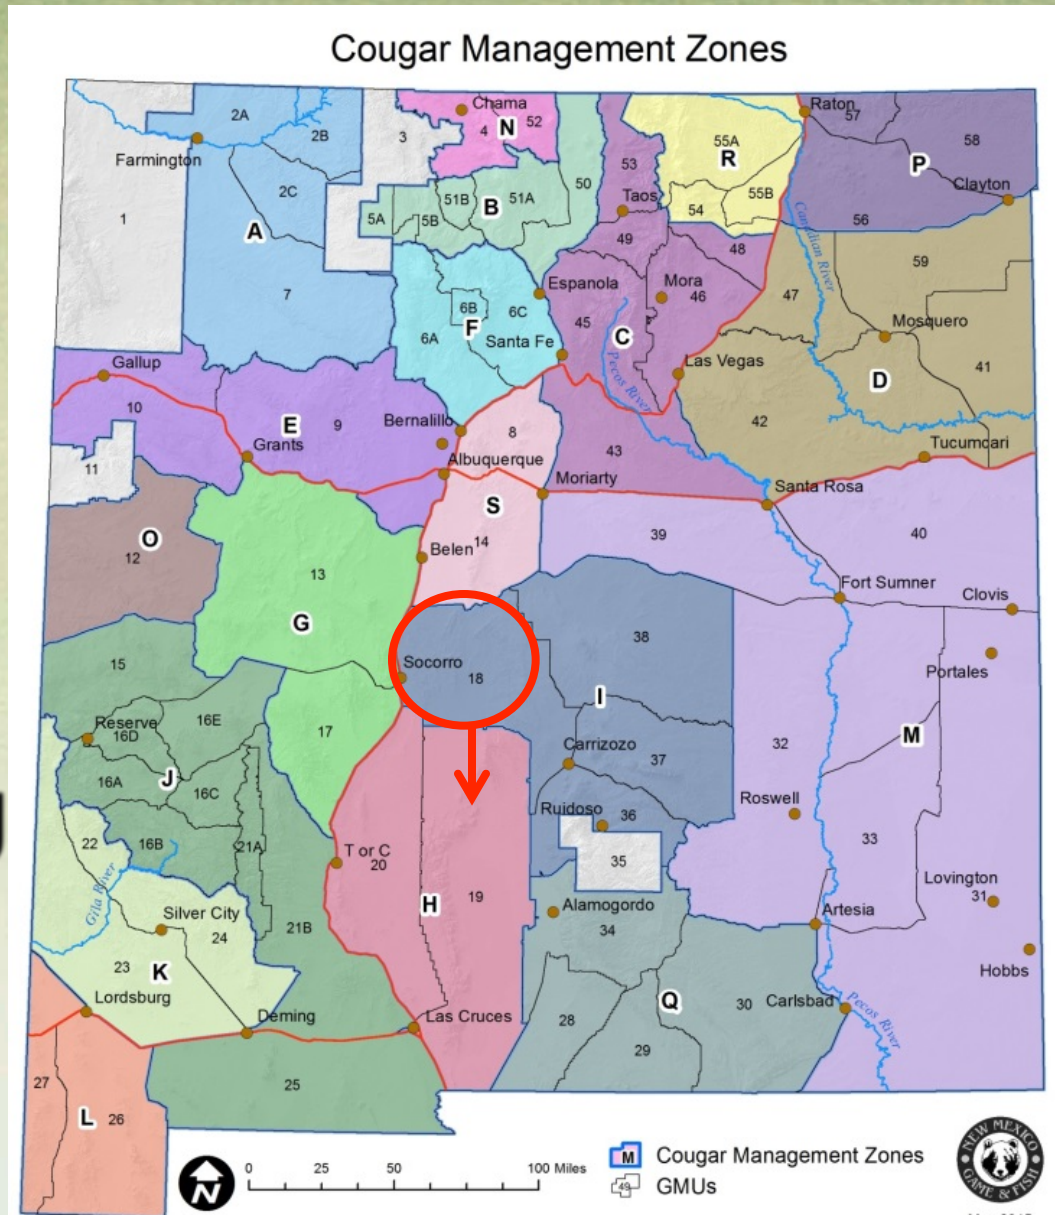 Cougar Management Zones
Chama
Raton
57
2A
52
4
N
2B
3
58
55A
53
R
P
Farmington
2C
50
Clayton
51B
51A
55B
Taos
54
1
B
5A
5B
56
A
49
48
Canadian River
59
7
Espanola
Mora
47
46
6B
6C
F
45
Mosquero
6A
Santa Fe
C
Gallup
Las Vegas
41
Pecos River
D
10
E
9
Bernalillo
42
8
Grants
Tucumcari
43
Albuquerque
11
Moriarty
Santa Rosa
S
O
39
40
12
Belen
14
13
Fort Sumner
Clovis
G
38
15
Socorro
Portales
18
I
16E
Reserve
17
M
16D
32
Carrizozo
37
J
16A
16C
Roswell
Ruidoso
36
33
22
16B
21A
T or C
35
20
Lovington
Gila River
H
19
31
Alamogordo
Artesia
Silver City
21B
34
24
23
K
Hobbs
Lordsburg
Q
30
Carlsbad
Pecos River
Deming
Las Cruces
28
29
27
25
L
26
N
0
25
50
100 Miles
M
Cougar Management Zones
49
GMUs
NEW MEXICO
GAME & FISH